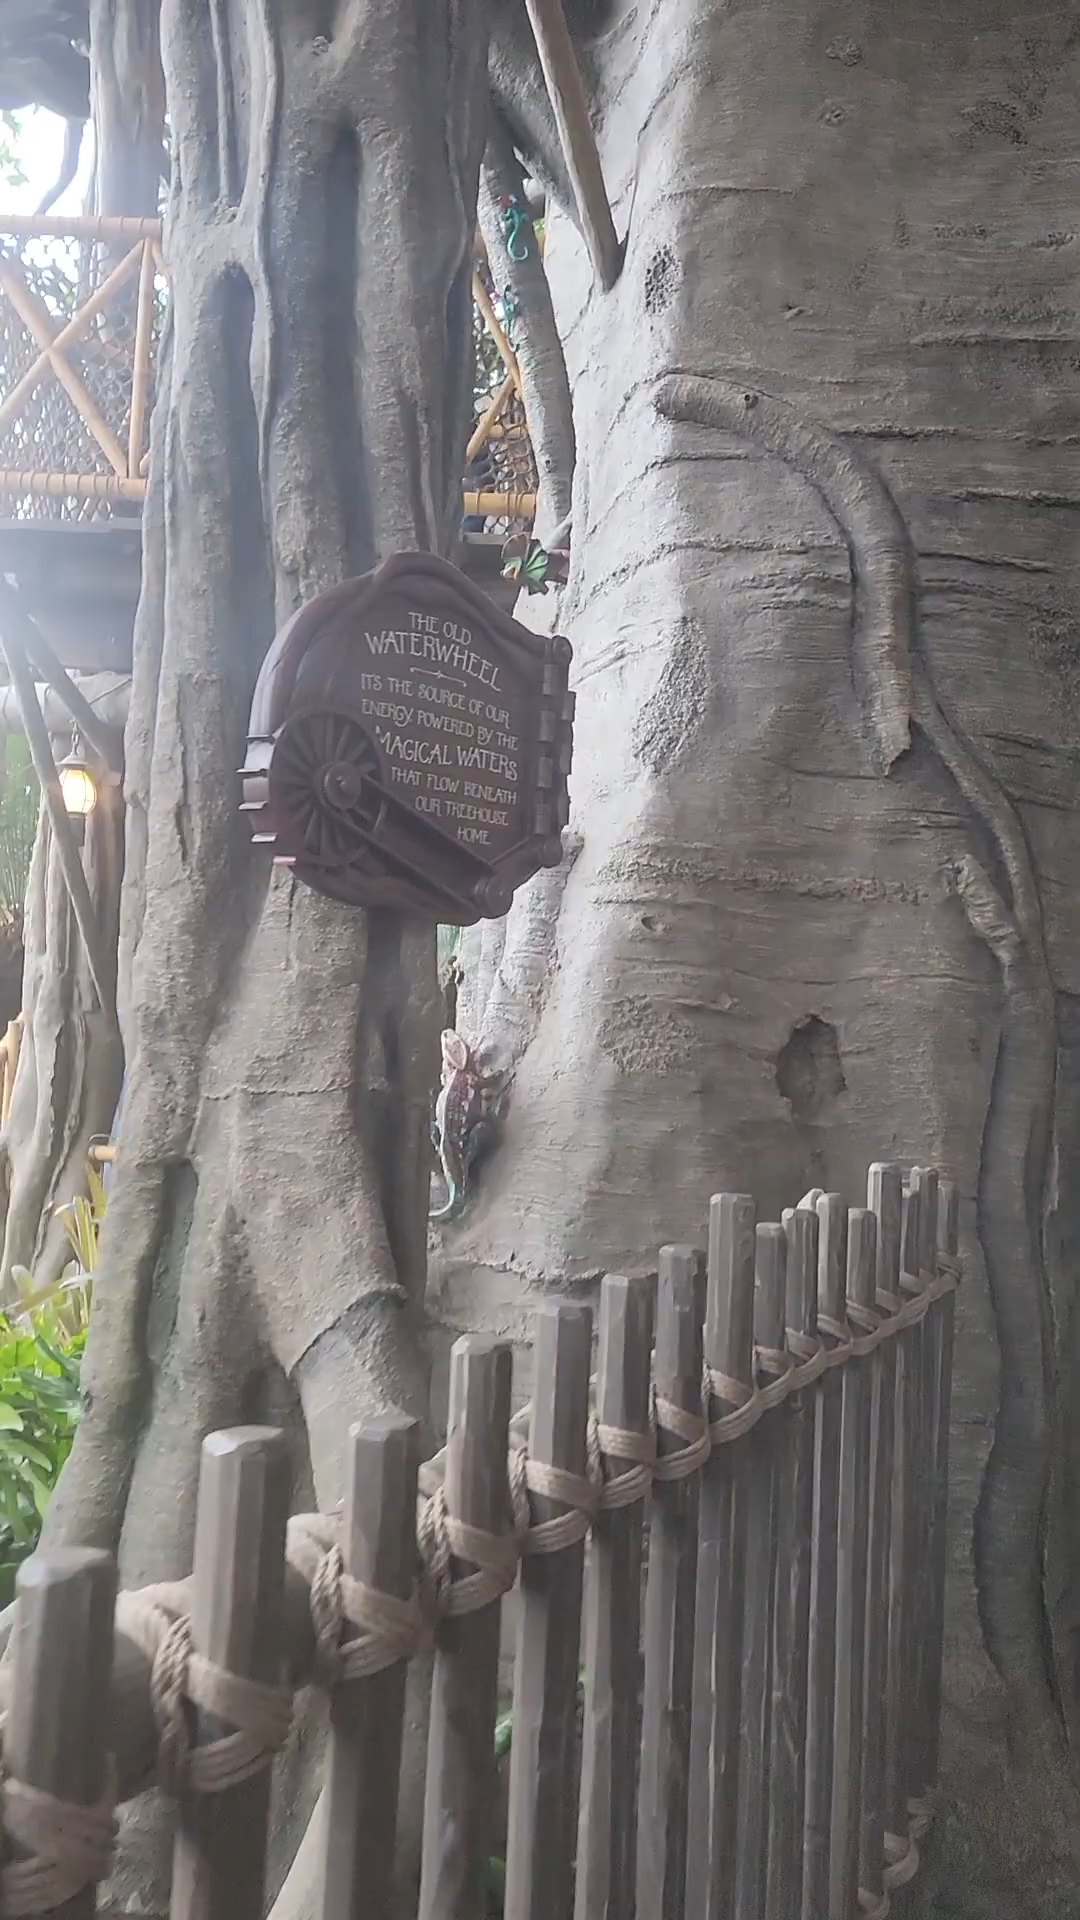 THE OLD
WATERWHEEL
IT'S THE SOURCE OF OUR
ENERGY, POWERED BY THE
MAGICAL WATERS
THAT FLOW BENEATH
OUR TREEHOUSE
HOME.